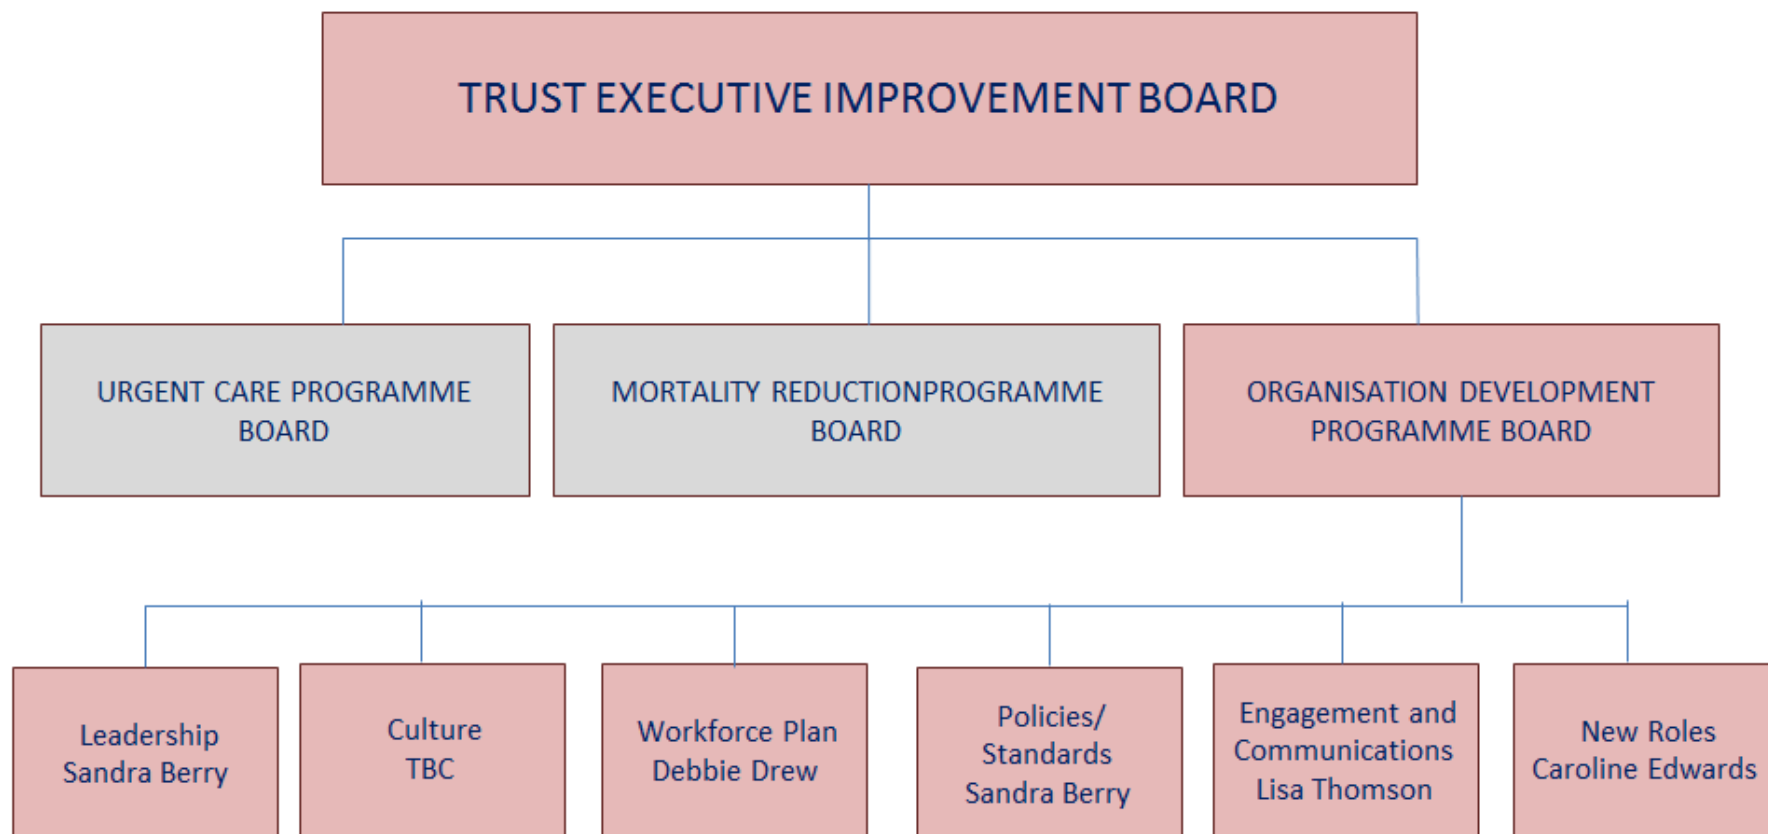 TRUST EXECUTIVE IMPROVEMENT BOARD
URGENT CARE PROGRAMME
BOARD
MORTALITY REDUCTIONPROGRAMME
BOARD
ORGANISATION DEVELOPMENT
PROGRAMME BOARD
Leadership
Sandra Berry
Culture
TBC
Workforce Plan
Debbie Drew
Policies/
Standards
Sandra Berry
Engagement and
Communications
Lisa Thomson
New Roles
Caroline Edwards